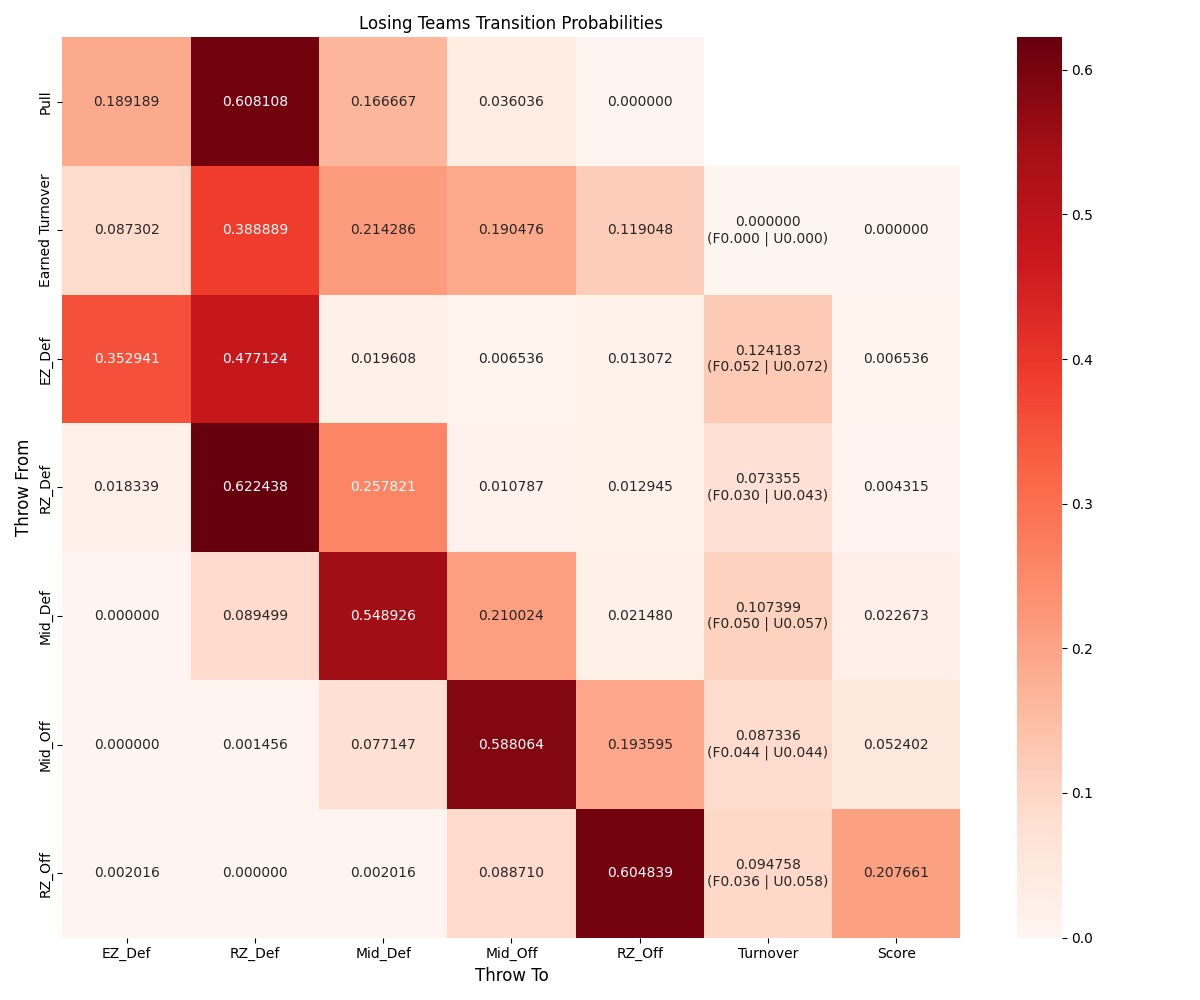 Losing Teams Transition Probabilities
Throw From
Pull
0.189189 0.608108 0.166667 0.036036 0.000000
Earned Turnover
0.087302 0.388889 0.214286 0.190476 0.119048 0.000000 0.000000
(F0.000 | U0.000)
EZ_Def
0.352941 0.477124 0.019608 0.006536 0.013072 0.124183 0.006536
(F0.052 | U0.072)
RZ_Def
0.018339 0.622438 0.257821 0.010787 0.012945 0.073355 0.004315
(F0.030 | U0.043)
Mid_Def
0.000000 0.089499 0.548926 0.210024 0.021480 0.107399 0.022673
(F0.050 | U0.057)
Mid_Off
0.000000 0.001456 0.077147 0.588064 0.193595 0.087336 0.052402
(F0.044 | U0.044)
RZ_Off
0.002016 0.000000 0.002016 0.088710 0.604839 0.094758 0.207661
(F0.036 | U0.058)
EZ_Def RZ_Def Mid_Def Mid_Off RZ_Off Turnover Score
Throw To
0.6
0.5
0.4
0.3
0.2
0.1
0.0